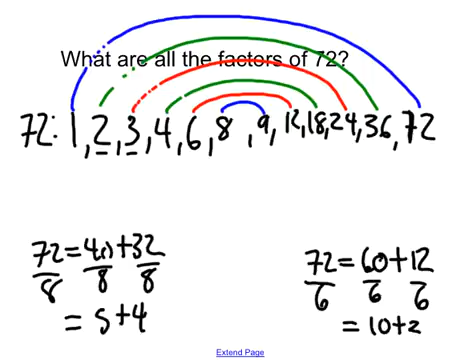 What are all the factors of 72?
72: 1, 2, 3, 4, 6, 8, 9, 12, 18, 24, 36, 72
72/8 = 40/8 + 32/8
= 5 + 4
72/6 = 60/6 + 12/6
= 10 + 2
Extend Page